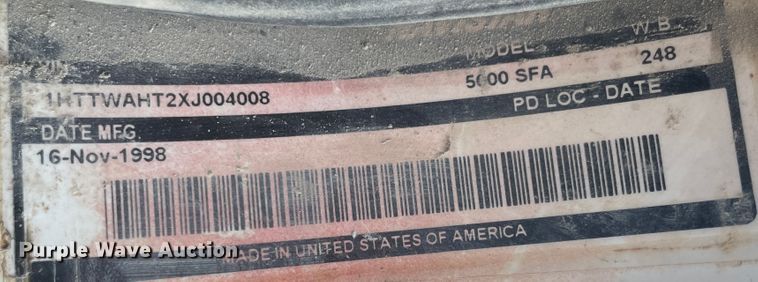 VIN MODEL W.B.
1HTTWAHT2XJ004008 5000 SFA 248
DATE MFG. PD LOC - DATE
16-Nov-1998
MADE IN UNITED STATES OF AMERICA
Purple Wave Auction